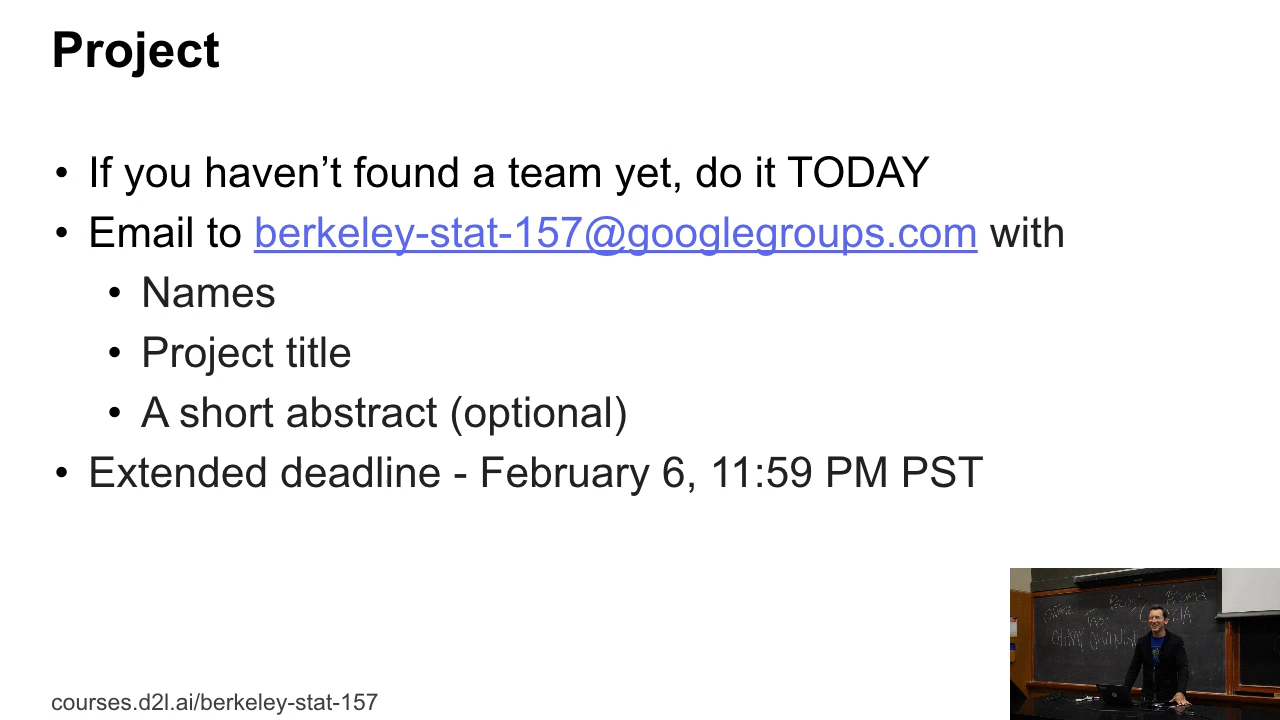 Project
• If you haven’t found a team yet, do it TODAY
• Email to berkeley-stat-157@googlegroups.com with
• Names
• Project title
• A short abstract (optional)
• Extended deadline - February 6, 11:59 PM PST
courses.d2l.ai/berkeley-stat-157